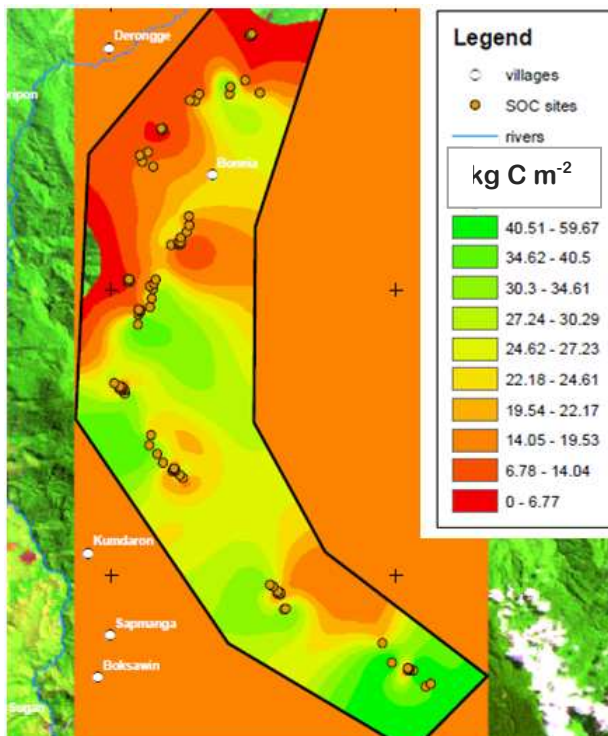 Derongge
Legend
villages
SOC sites
rivers
kg C m-2
40.51 - 59.67
34.62 - 40.5
30.3 - 34.61
27.24 - 30.29
24.62 - 27.23
22.18 - 24.61
19.54 - 22.17
14.05 - 19.53
6.78 - 14.04
0 - 6.77
Kumdaron
Sapmanga
Boksawin